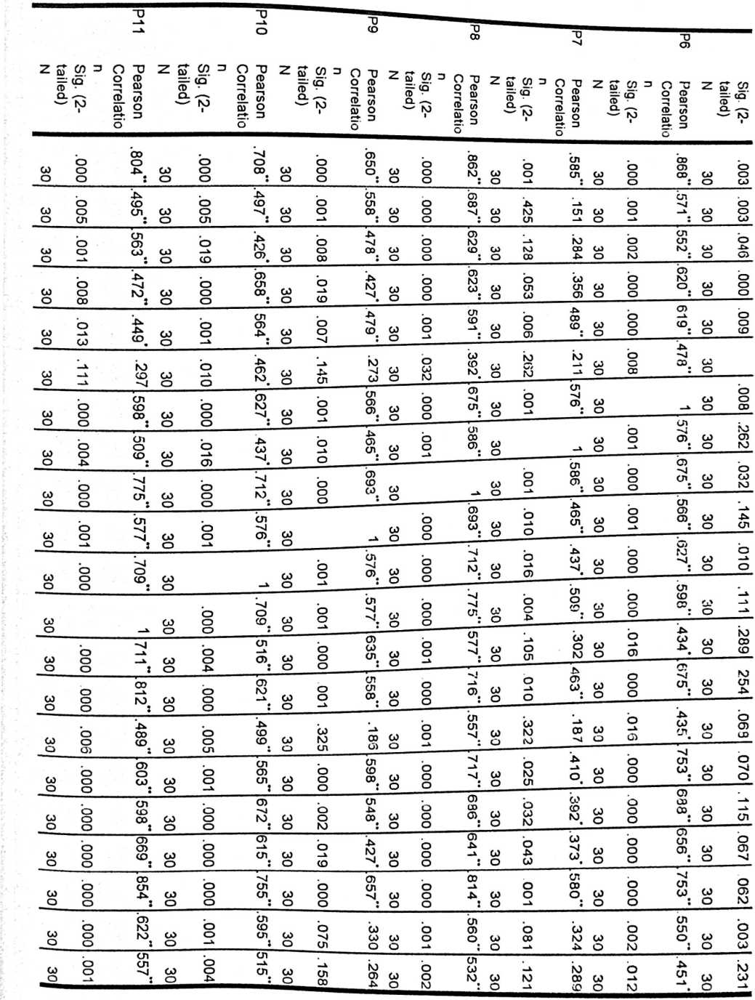 Sig. (2- .003 .003 .046 .000 .009 .008 .262 .032 .145 .010 .111 .289 254 .068 .070 .115 .067 .062 .003 .231
tailed)
N 30 30 30 30 30 30 30 30 30 30 30 30 30 30 30 30 30 30 30 30 30
P6 Pearson .868** .571** .552** .620** 619** .478** 1 576** .675** .566** .627** .598** .434* .675** .435* .753** 688** 656** .753** .550** .451*
Correlatio
n
Sig. (2- .000 .001 .002 .000 .000 .008 .001 .000 .001 .000 .000 .016 000 .016 .000 .000 .000 .000 .002 .012
tailed)
N 30 30 30 30 30 30 30 30 30 30 30 30 30 30 30 30 30 30 30 30 30
P7 Pearson .585** .151 .284 .356 489** .211 .576** 1 .586** .465** .437* .509** .302 463** .187 .410* .392* .373* .580** .324 .289
Correlatio
n
Sig. (2- .001 .425 .128 .053 .006 .262 .001 .001 .010 .016 .004 .105 .010 .322 .025 .032 .043 .001 .081 .121
tailed)
N 30 30 30 30 30 30 30 30 30 30 30 30 30 30 30 30 30 30 30 30 30
P8 Pearson .862** .687** .629** .623** 591** .392* .675** .586** 1 .693** .712** .775** .577** .716** .557** .717** 686** 641** .814** .560** 532**
Correlatio
n
Sig. (2- .000 .000 .000 .000 .001 .032 .000 .001 .000 .000 .000 .001 000 .001 .000 .000 .000 .000 .001 .002
tailed)
N 30 30 30 30 30 30 30 30 30 30 30 30 30 30 30 30 30 30 30 30 30
P9 Pearson .650** .558** .478** .427* .479** .273 .566** 465** .693** 1 .576** .577** 635** .558** .186 .598** 548** .427* .657** .330 .264
Correlatio
n
Sig. (2- .000 .001 .008 .019 .007 .145 .001 .010 .000 .001 .001 .000 .001 .325 .000 .002 .019 .000 .075 .158
tailed)
N 30 30 30 30 30 30 30 30 30 30 30 30 30 30 30 30 30 30 30 30 30
P10 Pearson .708** .497** .426* .658** 564** .462* .627** 437* .712** .576** 1 .709** 516** .621** .499** .565** 672** 615** .755** .595** 515**
Correlatio
n
Sig. (2- .000 .005 .019 .000 .001 .010 .000 .016 .000 .001 .000 .004 .000 .005 .001 .000 .000 .000 .001 .004
tailed)
N 30 30 30 30 30 30 30 30 30 30 30 30 30 30 30 30 30 30 30 30 30
P11 Pearson .804** .495** .563** .472** .449* .297 .598** .509** .775** .577** .709** 1 711** .812** .489** .603** 598** 669** .854** .622** 557**
Correlatio
n
Sig. (2- .000 .005 .001 .008 .013 .111 .000 .004 .000 .001 .000 .000 000 .006 .000 .000 .000 .000 .000 .001
tailed)
N 30 30 30 30 30 30 30 30 30 30 30 30 30 30 30 30 30 30 30 30 30